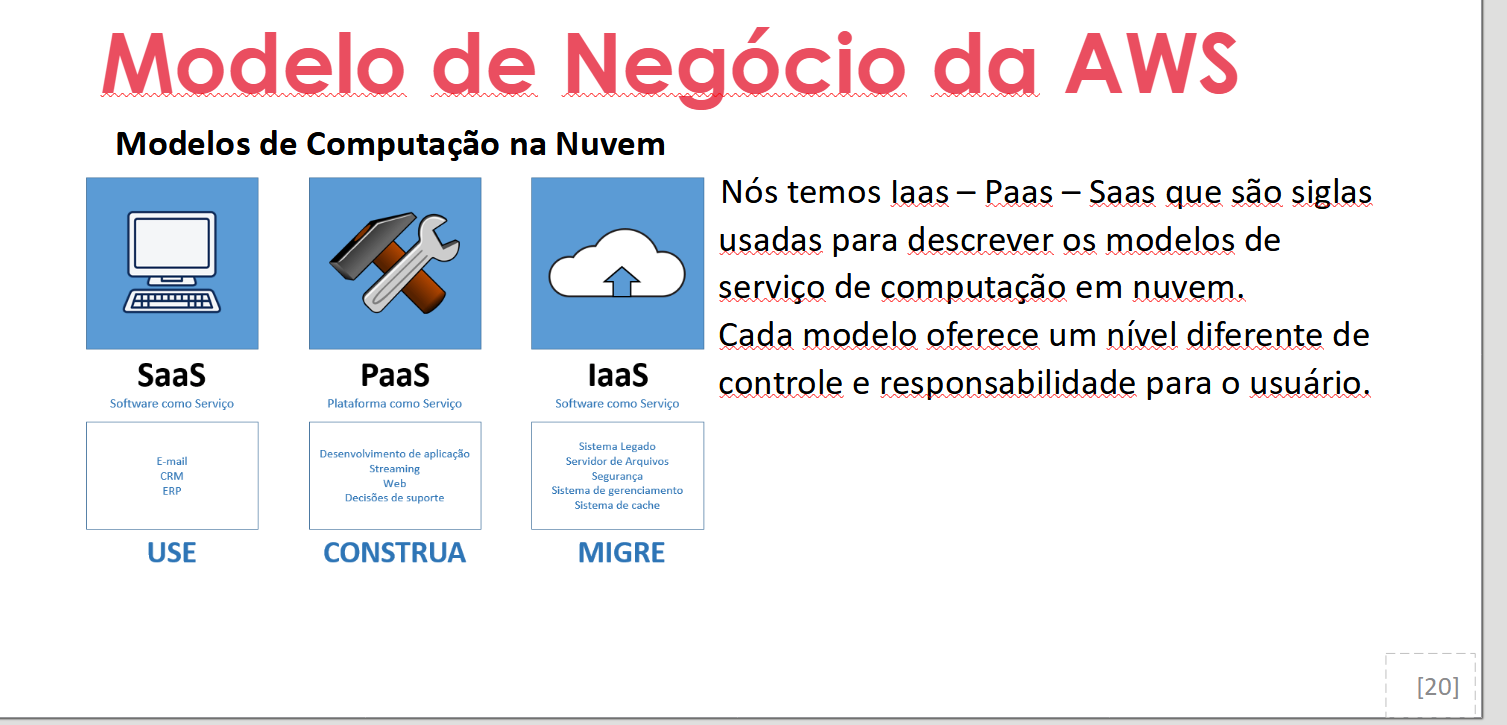 Modelo de Negócio da AWS
Modelos de Computação na Nuvem
SaaS
Software como Serviço
E-mail
CRM
ERP
USE
PaaS
Plataforma como Serviço
Desenvolvimento de aplicação
Streaming
Web
Decisões de suporte
CONSTRUA
IaaS
Software como Serviço
Sistema Legado
Servidor de Arquivos
Segurança
Sistema de gerenciamento
Sistema de cache
MIGRE
Nós temos Iaas – Paas – Saas que são siglas
usadas para descrever os modelos de
serviço de computação em nuvem.
Cada modelo oferece um nível diferente de
controle e responsabilidade para o usuário.
[20]